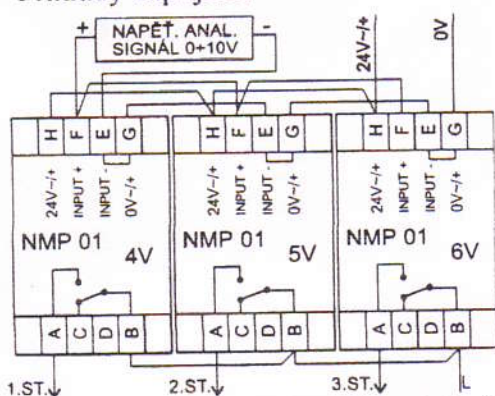 + NAPĚT. ANAL. -
SIGNÁL 0÷10V
24V~/+
0V
H F E G
H F E G
H F E G
24V~/+ INPUT + INPUT - 0V~/+
24V~/+ INPUT + INPUT - 0V~/+
24V~/+ INPUT + INPUT - 0V~/+
NMP 01 4V
NMP 01 5V
NMP 01 6V
A C D B
A C D B
A C D B
1.ST. 2.ST. 3.ST. L